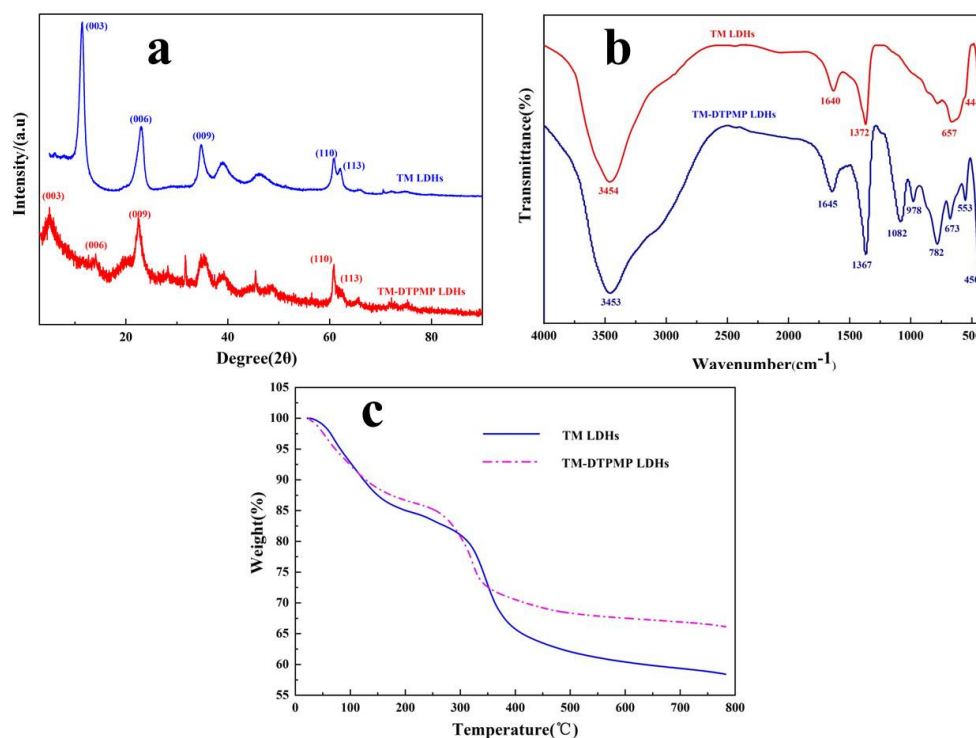 a
(003)
(006)
(009)
(110)
(113)
TM LDHs
(003)
(006)
(009)
(110)
(113)
TM-DTPMP LDHs
Intensity/(a.u)
20
40
60
80
Degree(2θ)
b
TM LDHs
1640
444
657
1372
3454
TM-DTPMP LDHs
1645
978
553
1082
673
782
1367
450
3453
Transmittance(%)
4000 3500 3000 2500 2000 1500 1000 500
Wavenumber(cm-1)
c
TM LDHs
TM-DTPMP LDHs
105
100
95
90
85
80
75
70
65
60
55
Weight(%)
0 100 200 300 400 500 600 700 800
Temperature(℃)